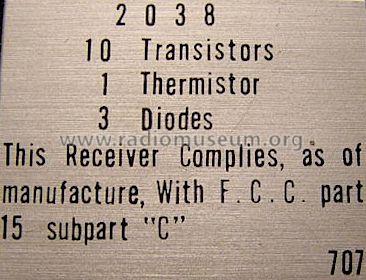 2038
10 Transistors
1 Thermistor
3 Diodes
www.radiomuseum.org
This Receiver Complies, as of
manufacture, With F.C.C. part
15 subpart "C"
707